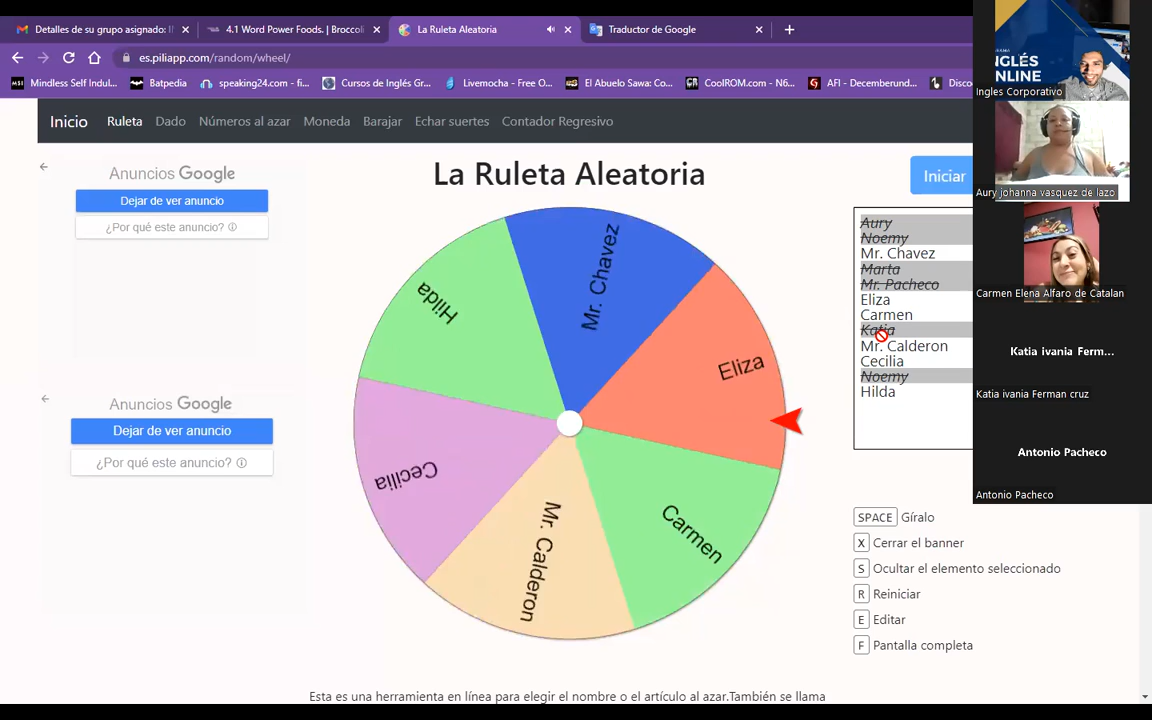 Detalles de su grupo asignado: I
4.1 Word Power Foods. | Broccoli
La Ruleta Aleatoria
Traductor de Google
es.piliapp.com/random/wheel/
Mindless Self Indul...
Batpedia
speaking24.com - fi...
Cursos de Inglés Gr...
Livemocha - Free O...
El Abuelo Sawa: Co...
CoolROM.com - N6...
AFI - Decemberund...
Disco
Inicio
Ruleta
Dado
Números al azar
Moneda
Barajar
Echar suertes
Contador Regresivo
Anuncios Google
Dejar de ver anuncio
¿Por qué este anuncio?
Anuncios Google
Dejar de ver anuncio
¿Por qué este anuncio?
La Ruleta Aleatoria
Mr. Chavez
Eliza
Carmen
Mr. Calderon
Cecilia
Hilda
Iniciar
Aury
Noemy
Mr. Chavez
Marta
Mr. Pacheco
Eliza
Carmen
Katia
Mr. Calderon
Cecilia
Noemy
Hilda
SPACE Gíralo
X Cerrar el banner
S Ocultar el elemento seleccionado
R Reiniciar
E Editar
F Pantalla completa
Esta es una herramienta en línea para elegir el nombre o el artículo al azar.También se llama
NGLÉS
ONLINE
Ingles Corporativo
Aury johanna vasquez de lazo
Carmen Elena Alfaro de Catalan
Katia ivania Ferm...
Katia ivania Ferman cruz
Antonio Pacheco
Antonio Pacheco